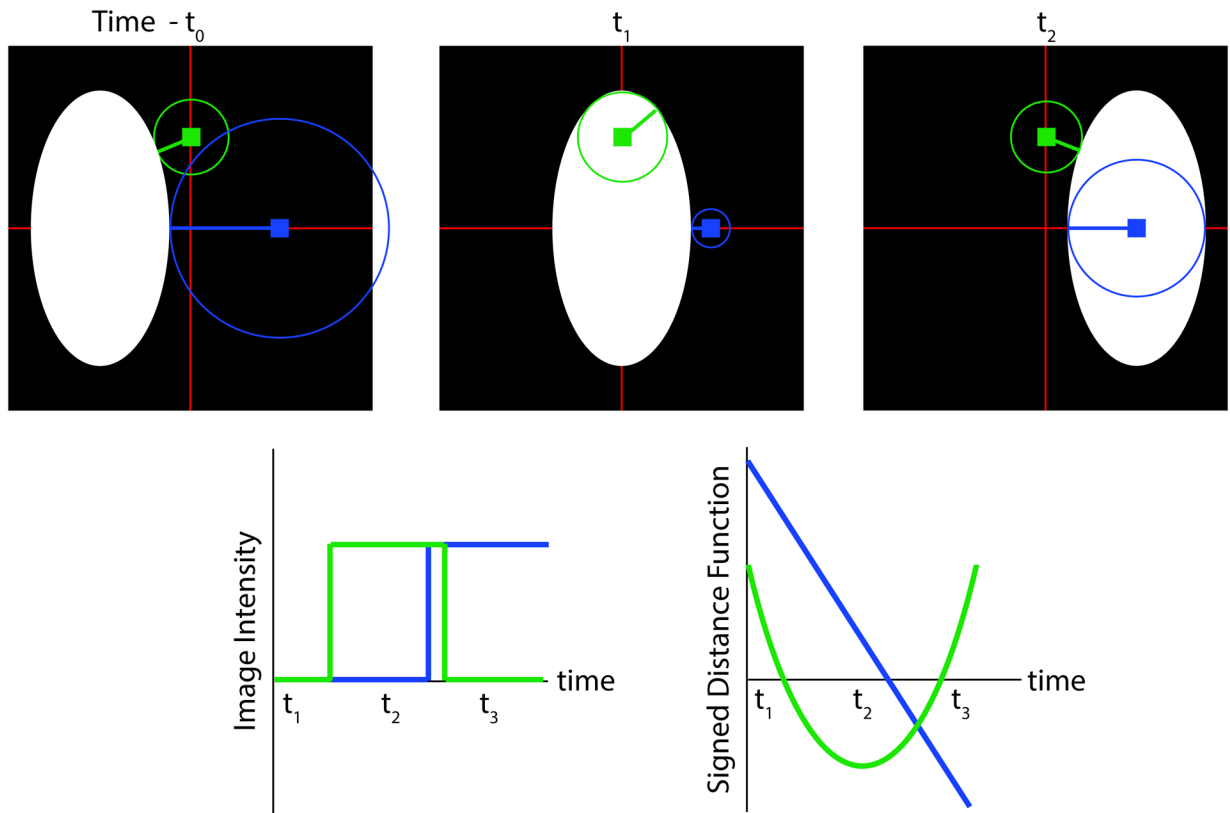 Time - t0
t1
t2
Image Intensity
t1
t2
t3
time
Signed Distance Function
t1
t2
t3
time